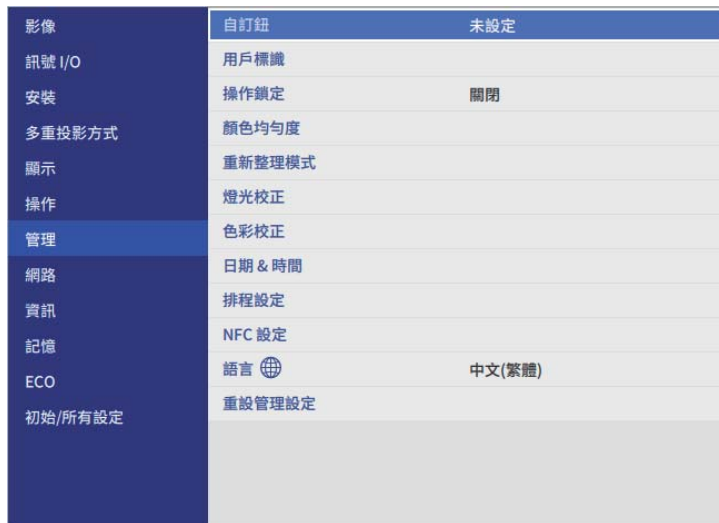 影像
訊號 I/O
安裝
多重投影方式
顯示
操作
管理
網路
資訊
記憶
ECO
初始/所有設定
自訂鈕 未設定
用戶標識
操作鎖定 關閉
顏色均勻度
重新整理模式
燈光校正
色彩校正
日期 & 時間
排程設定
NFC 設定
語言 中文(繁體)
重設管理設定